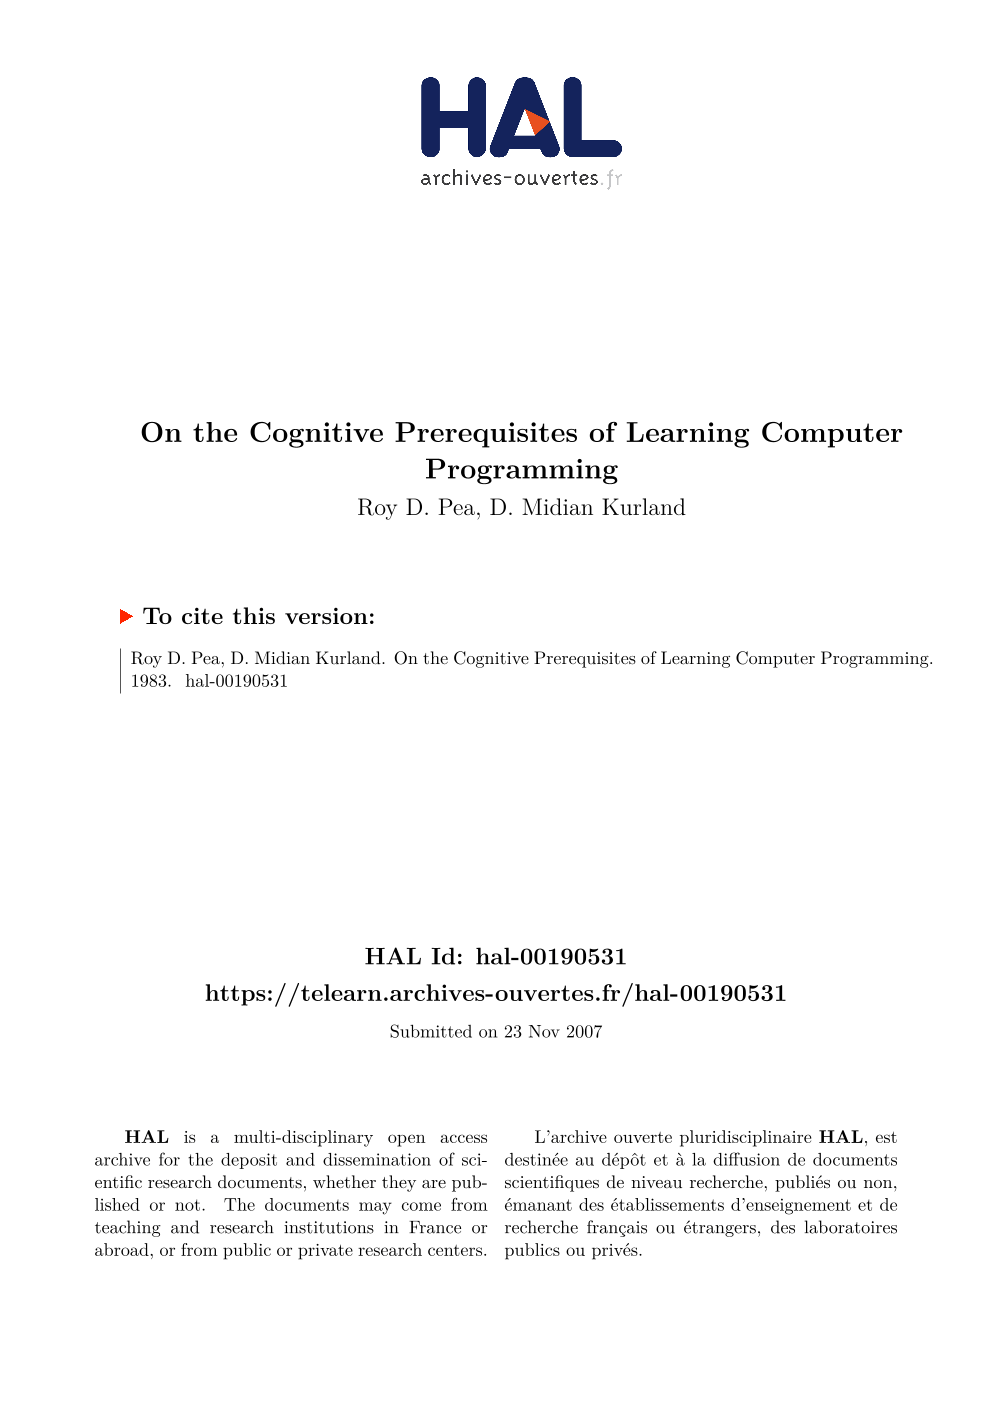 HAL
archives-ouvertes.fr
On the Cognitive Prerequisites of Learning Computer
Programming
Roy D. Pea, D. Midian Kurland
To cite this version:
Roy D. Pea, D. Midian Kurland. On the Cognitive Prerequisites of Learning Computer Programming.
1983. hal-00190531
HAL Id: hal-00190531
https://telearn.archives-ouvertes.fr/hal-00190531
Submitted on 23 Nov 2007
HAL is a multi-disciplinary open access
archive for the deposit and dissemination of sci-
entific research documents, whether they are pub-
lished or not. The documents may come from
teaching and research institutions in France or
abroad, or from public or private research centers.
L'archive ouverte pluridisciplinaire HAL, est
destinée au dépôt et à la diffusion de documents
scientifiques de niveau recherche, publiés ou non,
émanant des établissements d'enseignement et de
recherche français ou étrangers, des laboratoires
publics ou privés.